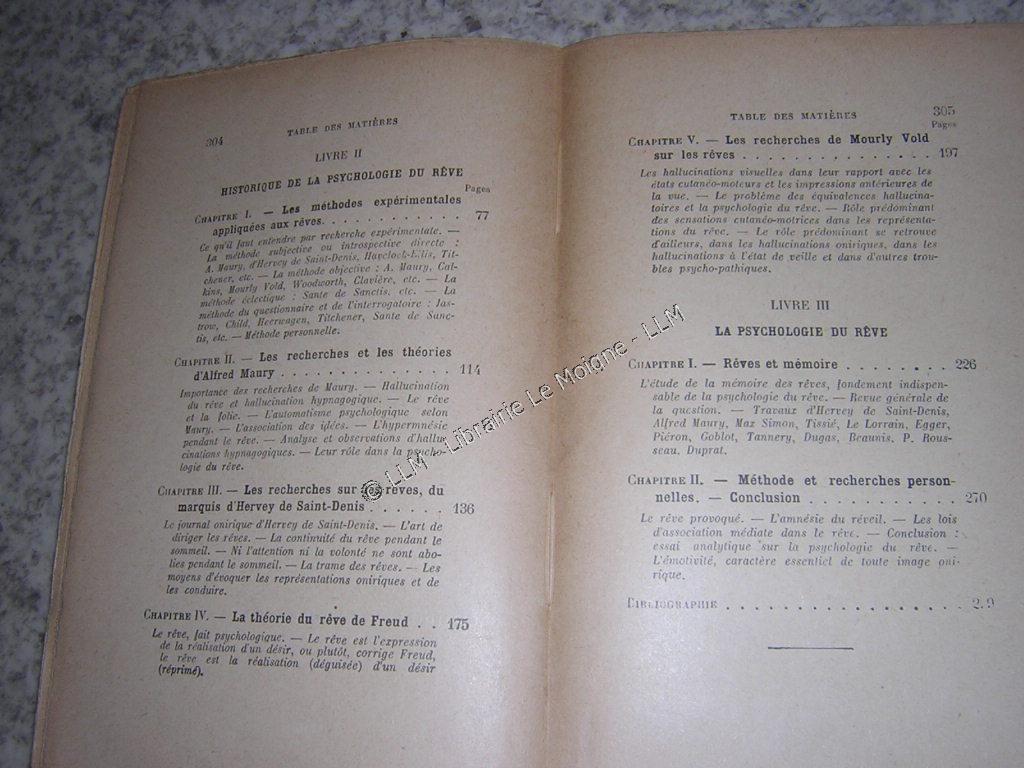 304
TABLE DES MATIÈRES
LIVRE II
HISTORIQUE DE LA PSYCHOLOGIE DU RÊVE
Pages
CHAPITRE I. — Les méthodes expérimentales
appliquées aux rêves. . . . . . . . . . . . 77
Ce qu'il faut entendre par recherche expérimentale. —
La méthode subjective ou introspective directe :
A. Maury, d'Hervey de Saint-Denis, Havelock-Ellis, Tit-
chener, etc. — La méthode objective : A. Maury, Cal-
kins, Mourly Vold, Woodworth, Clavière, etc. — La
méthode éclectique : Sante de Sanctis, etc. — La
méthode du questionnaire et de l'interrogatoire : Jas-
trow, Child, Heerwagen, Titchener, Sante de Sanc-
tis, etc. — Méthode personnelle.
CHAPITRE II. — Les recherches et les théories
d'Alfred Maury . . . . . . . . . . . . . . 114
Importance des recherches de Maury. — Hallucination
du rêve et hallucination hypnagogique. — Le rêve
et la folie. — L'automatisme psychologique selon
Maury. — L'association des idées. — L'hypermnésie
pendant le rêve. — Analyse et observations d'hallu-
cinations hypnagogiques. — Leur rôle dans la psycho-
logie du rêve.
CHAPITRE III. — Les recherches sur les rêves, du
marquis d'Hervey de Saint-Denis . . . . . . . 136
Le journal onirique d'Hervey de Saint-Denis. — L'art de
diriger les rêves. — La continuité du rêve pendant le
sommeil. — Ni l'attention ni la volonté ne sont abo-
lies pendant le sommeil. — La trame des rêves. — Les
moyens d'évoquer les représentations oniriques et de
les conduire.
CHAPITRE IV. — La théorie du rêve de Freud . . 175
Le rêve, fait psychologique. — Le rêve est l'expression
de la réalisation d'un désir, ou plutôt, corrige Freud,
le rêve est la réalisation (déguisée) d'un désir
(réprimé).
TABLE DES MATIÈRES
305
Pages
CHAPITRE V. — Les recherches de Mourly Vold
sur les rêves . . . . . . . . . . . . . . . 197
Les hallucinations visuelles dans leur rapport avec les
états cutanéo-moteurs et les impressions antérieures de
la vue. — Le problème des équivalences hallucina-
toires et la psychologie du rêve. — Rôle prédominant
des sensations cutanéo-motrices dans les représenta-
tions du rêve. — Le rôle prédominant se retrouve
d'ailleurs, dans les hallucinations oniriques, dans les
hallucinations à l'état de veille et dans d'autres trou-
bles psycho-pathiques.
LIVRE III
LA PSYCHOLOGIE DU RÊVE
CHAPITRE I. — Rêves et mémoire . . . . . . . 226
L'étude de la mémoire des rêves, fondement indispen-
sable de la psychologie du rêve. — Revue générale de
la question. — Travaux d'Hervey de Saint-Denis,
Alfred Maury, Max Simon, Tissié, Le Lorrain, Egger,
Piéron, Goblot, Tannery, Dugas, Beaunis, P. Rous-
seau, Duprat.
CHAPITRE II. — Méthode et recherches person-
nelles. — Conclusion . . . . . . . . . . . 270
Le rêve provoqué. — L'amnésie du réveil. — Les lois
d'association médiate dans le rêve. — Conclusion :
essai analytique sur la psychologie du rêve. —
L'émotivité, caractère essentiel de toute image oni-
rique.
BIBLIOGRAPHIE . . . . . . . . . . . . . . .
© LLM - Librairie Le Moigne - LLM